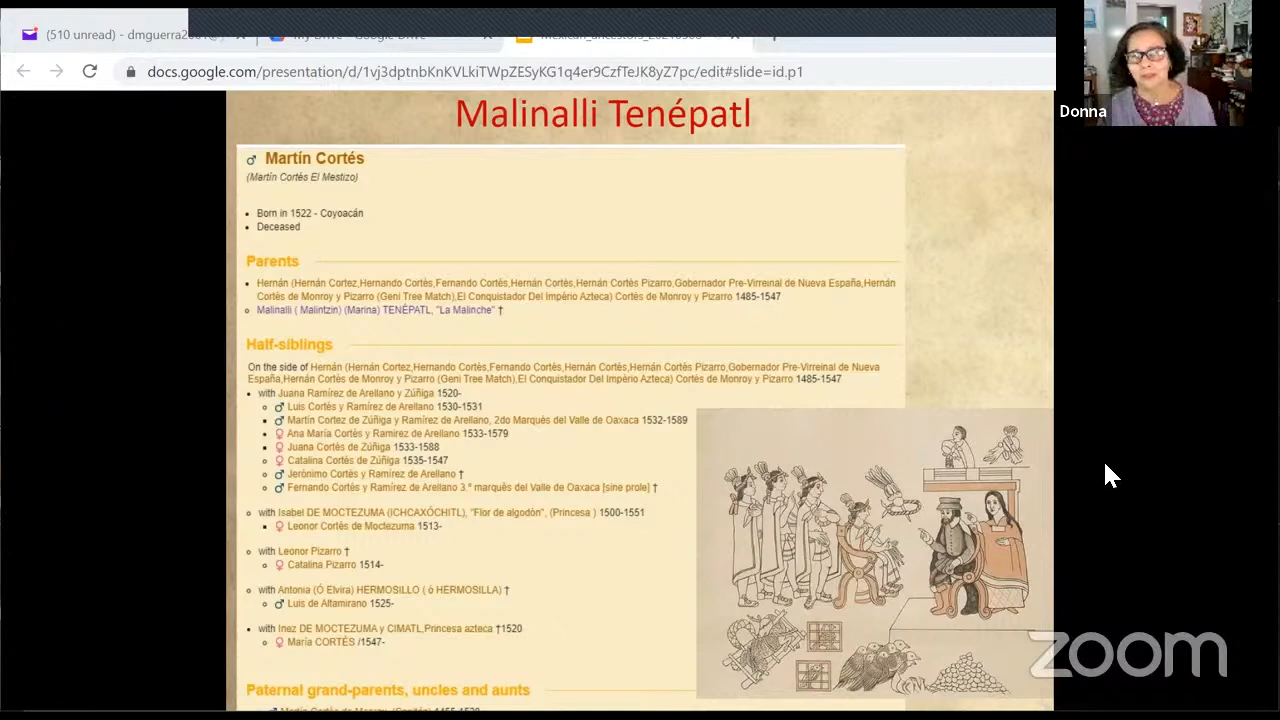 (510 unread) - dmguerra2
docs.google.com/presentation/d/1vj3dptnbKnKVLkiTWpZESyKG1q4er9CzfTeJK8yZ7pc/edit#slide=id.p1
Donna
Malinalli Tenépatl
♂ Martín Cortés
(Martín Cortés El Mestizo)
• Born in 1522 - Coyoacán
• Deceased
Parents
• Hernán (Hernán Cortez,Hernando Cortès,Fernando Cortés,Hernán Cortés,Hernán Cortès Pizarro,Gobernador Pre-Virreinal de Nueva España,Hernán
Cortés de Monroy y Pizarro (Geni Tree Match),El Conquistador Del Império Azteca) Cortés de Monroy y Pizarro 1485-1547
Malinalli ( Malintzin) (Marina) TENÉPATL, "La Malinche" †
Half-siblings
On the side of Hernán (Hernán Cortez,Hernando Cortès,Fernando Cortés,Hernán Cortés,Hernán Cortès Pizarro,Gobernador Pre-Virreinal de Nueva
España,Hernán Cortés de Monroy y Pizarro (Geni Tree Match),El Conquistador Del Império Azteca) Cortés de Monroy y Pizarro 1485-1547
• with Juana Ramírez de Arellano y Zúñiga 1520-
♂ Luis Cortés y Ramírez de Arellano 1530-1531
♂ Martín Cortez de Zúñiga y Ramírez de Arellano, 2do Marqués del Valle de Oaxaca 1532-1589
♀ Ana María Cortés y Ramírez de Arellano 1533-1579
♀ Juana Cortés de Zúñiga 1533-1588
♀ Catalina Cortés de Zúñiga 1535-1547
♂ Jerónimo Cortés y Ramírez de Arellano †
♂ Fernando Cortés y Ramírez de Arellano 3.º marqués del Valle de Oaxaca [sine prole] †
with Isabel DE MOCTEZUMA (ICHCAXÓCHITL), "Flor de algodón", (Princesa ) 1500-1551
♀ Leonor Cortés de Moctezuma 1513-
with Leonor Pizarro †
♀ Catalina Pizarro 1514-
with Antonia (Ó Elvira) HERMOSILLO ( ó HERMOSILLA) †
♂ Luis de Altamirano 1525-
• with Inez DE MOCTEZUMA y CIMATL,Princesa azteca †1520
♀ María CORTÉS /1547-
Paternal grand-parents, uncles and aunts
zoom